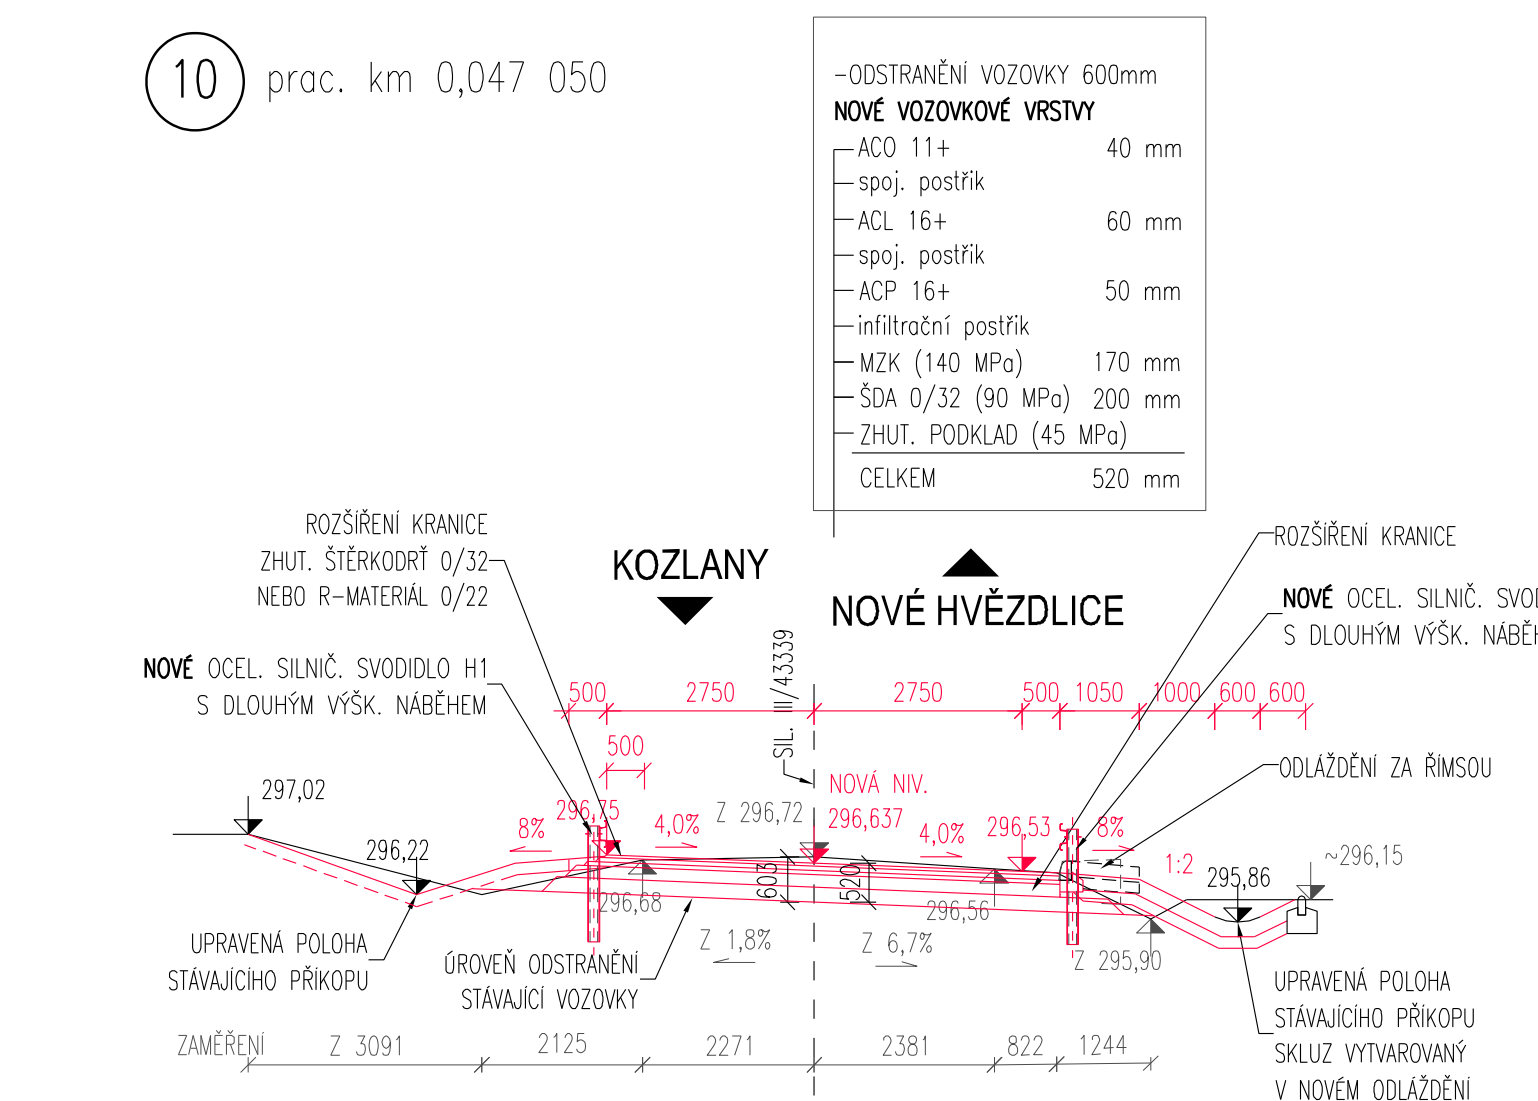 10 prac. km 0,047 050
-ODSTRANĚNÍ VOZOVKY 600mm
NOVÉ VOZOVKOVÉ VRSTVY
ACO 11+ 40 mm
spoj. postřik
ACL 16+ 60 mm
spoj. postřik
ACP 16+ 50 mm
infiltrační postřik
MZK (140 MPa) 170 mm
ŠDA 0/32 (90 MPa) 200 mm
ZHUT. PODKLAD (45 MPa)
CELKEM 520 mm
ROZŠÍŘENÍ KRANICE
ZHUT. ŠTĚRKODRŤ 0/32
NEBO R-MATERIÁL 0/22
KOZLANY
NOVÉ HVĚZDLICE
ROZŠÍŘENÍ KRANICE
NOVÉ OCEL. SILNIČ.
S DLOUHÝM VÝŠK.
NOVÉ OCEL. SILNIČ. SVODIDLO H1
S DLOUHÝM VÝŠK. NÁBĚHEM
SIL. III/43339
500 2750 2750 500 1050 1000 600 600
500
ODLÁŽDĚNÍ ZA ŘÍMSOU
297,02
296,75
8%
4,0%
Z 296,72
NOVÁ NIV.
296,637
4,0%
296,53
8%
1:2
296,22
295,86
~296,15
603
520
296,68
296,56
Z 1,8%
Z 6,7%
Z 295,90
UPRAVENÁ POLOHA
STÁVAJÍCÍHO PŘÍKOPU
ÚROVEŇ ODSTRANĚNÍ
STÁVAJÍCÍ VOZOVKY
UPRAVENÁ POLOHA
STÁVAJÍCÍHO PŘÍKOPU
SKLUZ VYTVAROVANÝ
V NOVÉM ODLÁŽDĚNÍ
ZAMĚŘENÍ Z 3091 2125 2271 2381 822 1244